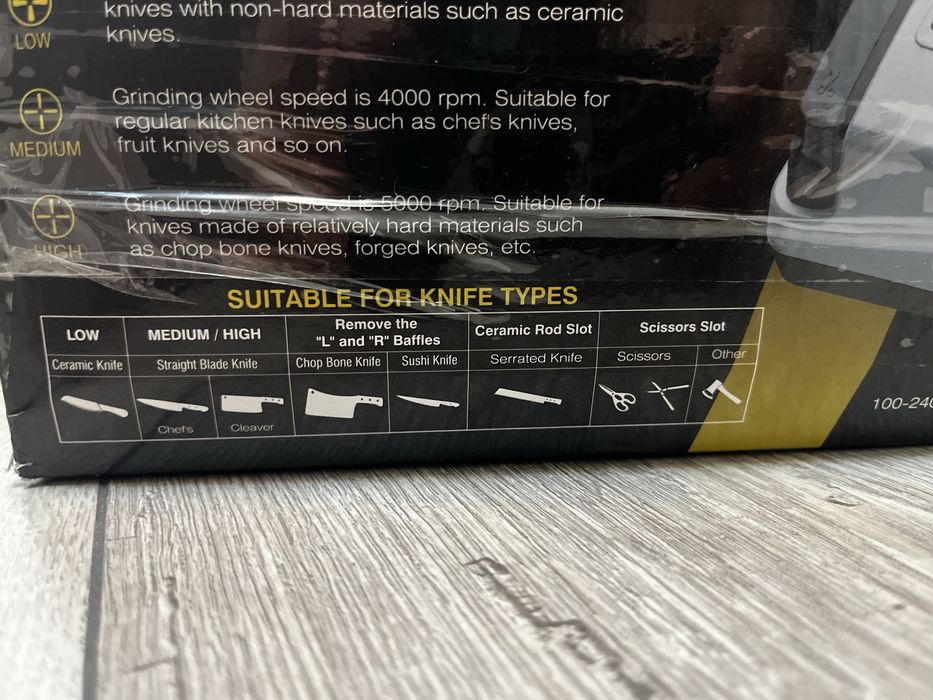 knives with non-hard materials such as ceramic
knives.
LOW
Grinding wheel speed is 4000 rpm. Suitable for
regular kitchen knives such as chef's knives,
fruit knives and so on.
MEDIUM
Grinding wheel speed is 5000 rpm. Suitable for
knives made of relatively hard materials such
as chop bone knives, forged knives, etc.
HIGH
SUITABLE FOR KNIFE TYPES
LOW
MEDIUM / HIGH
Remove the
"L" and "R" Baffles
Ceramic Rod Slot
Scissors Slot
Ceramic Knife
Straight Blade Knife
Chop Bone Knife
Sushi Knife
Serrated Knife
Scissors
Other
Chef's
Cleaver
100-240